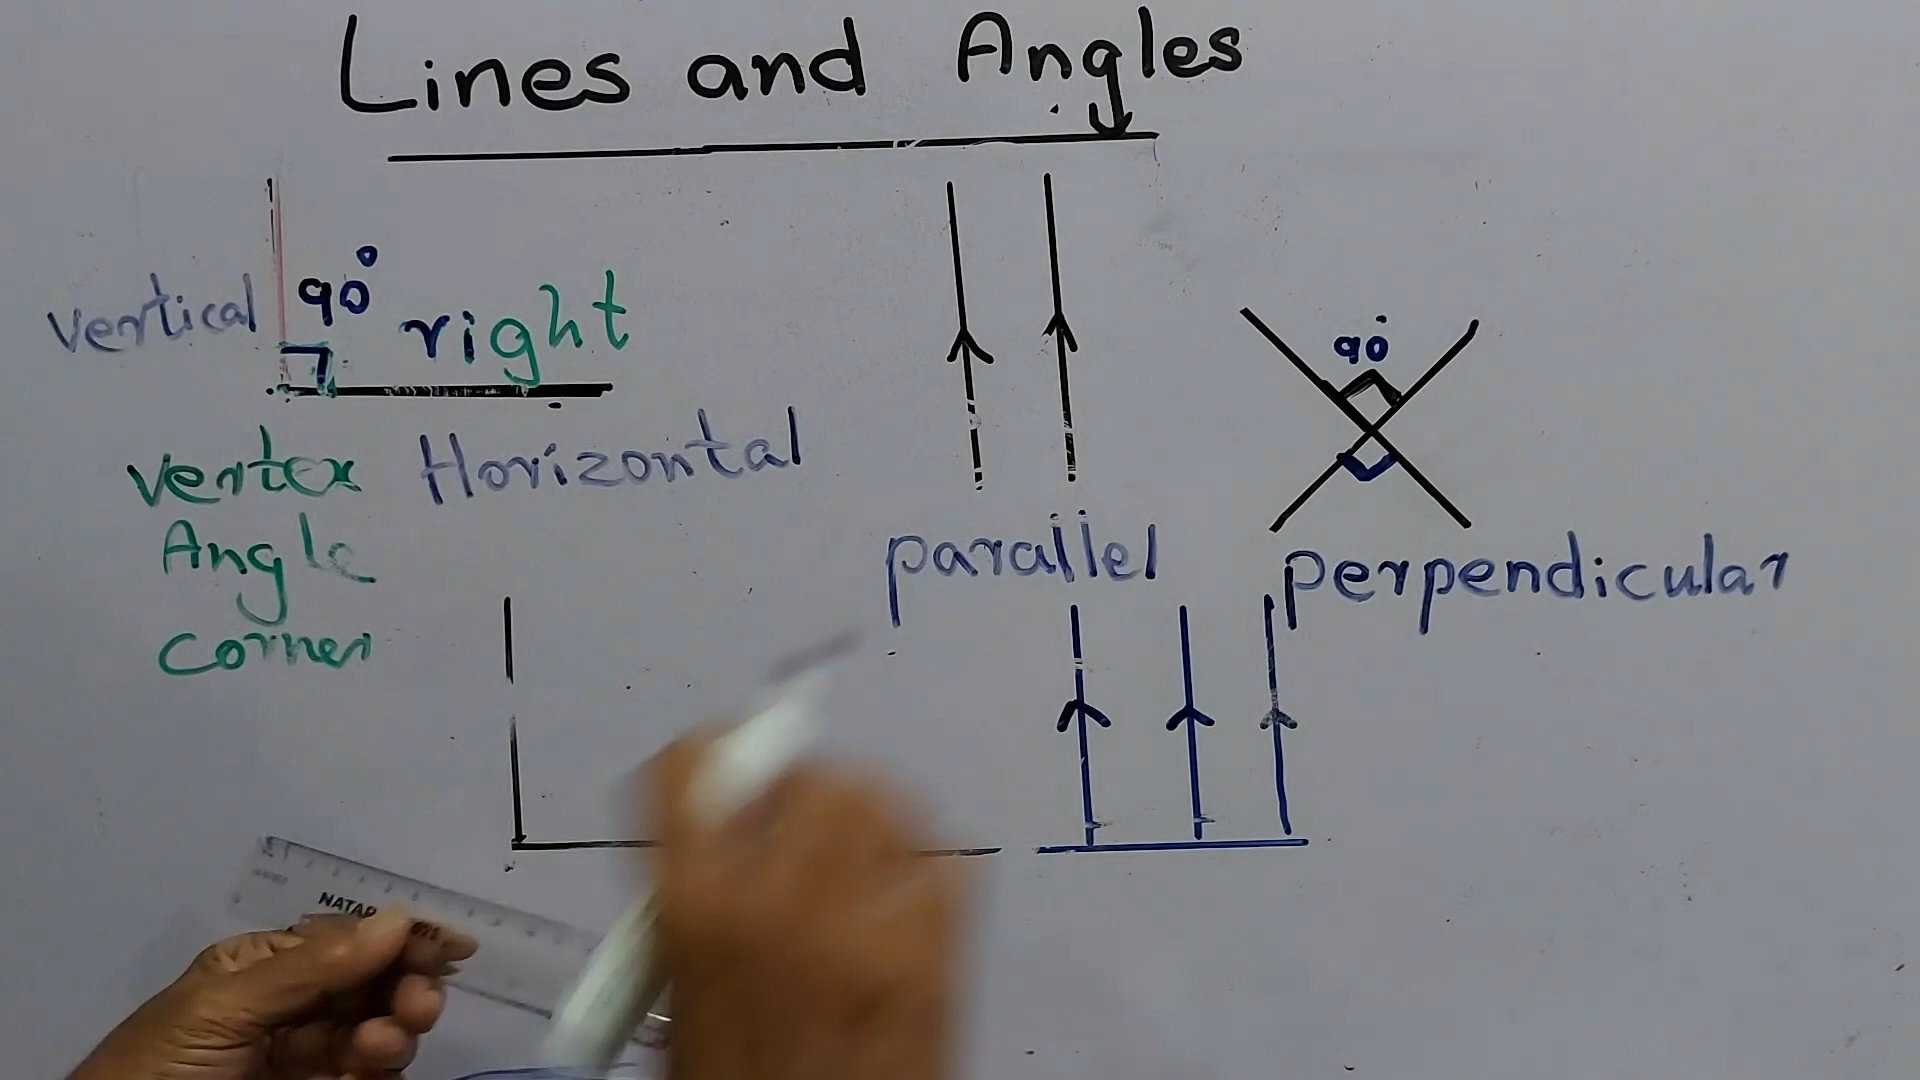 Lines and Angles
90°
vertical
right
90°
vertex Horizontal
Angle
corner
parallel
perpendicular